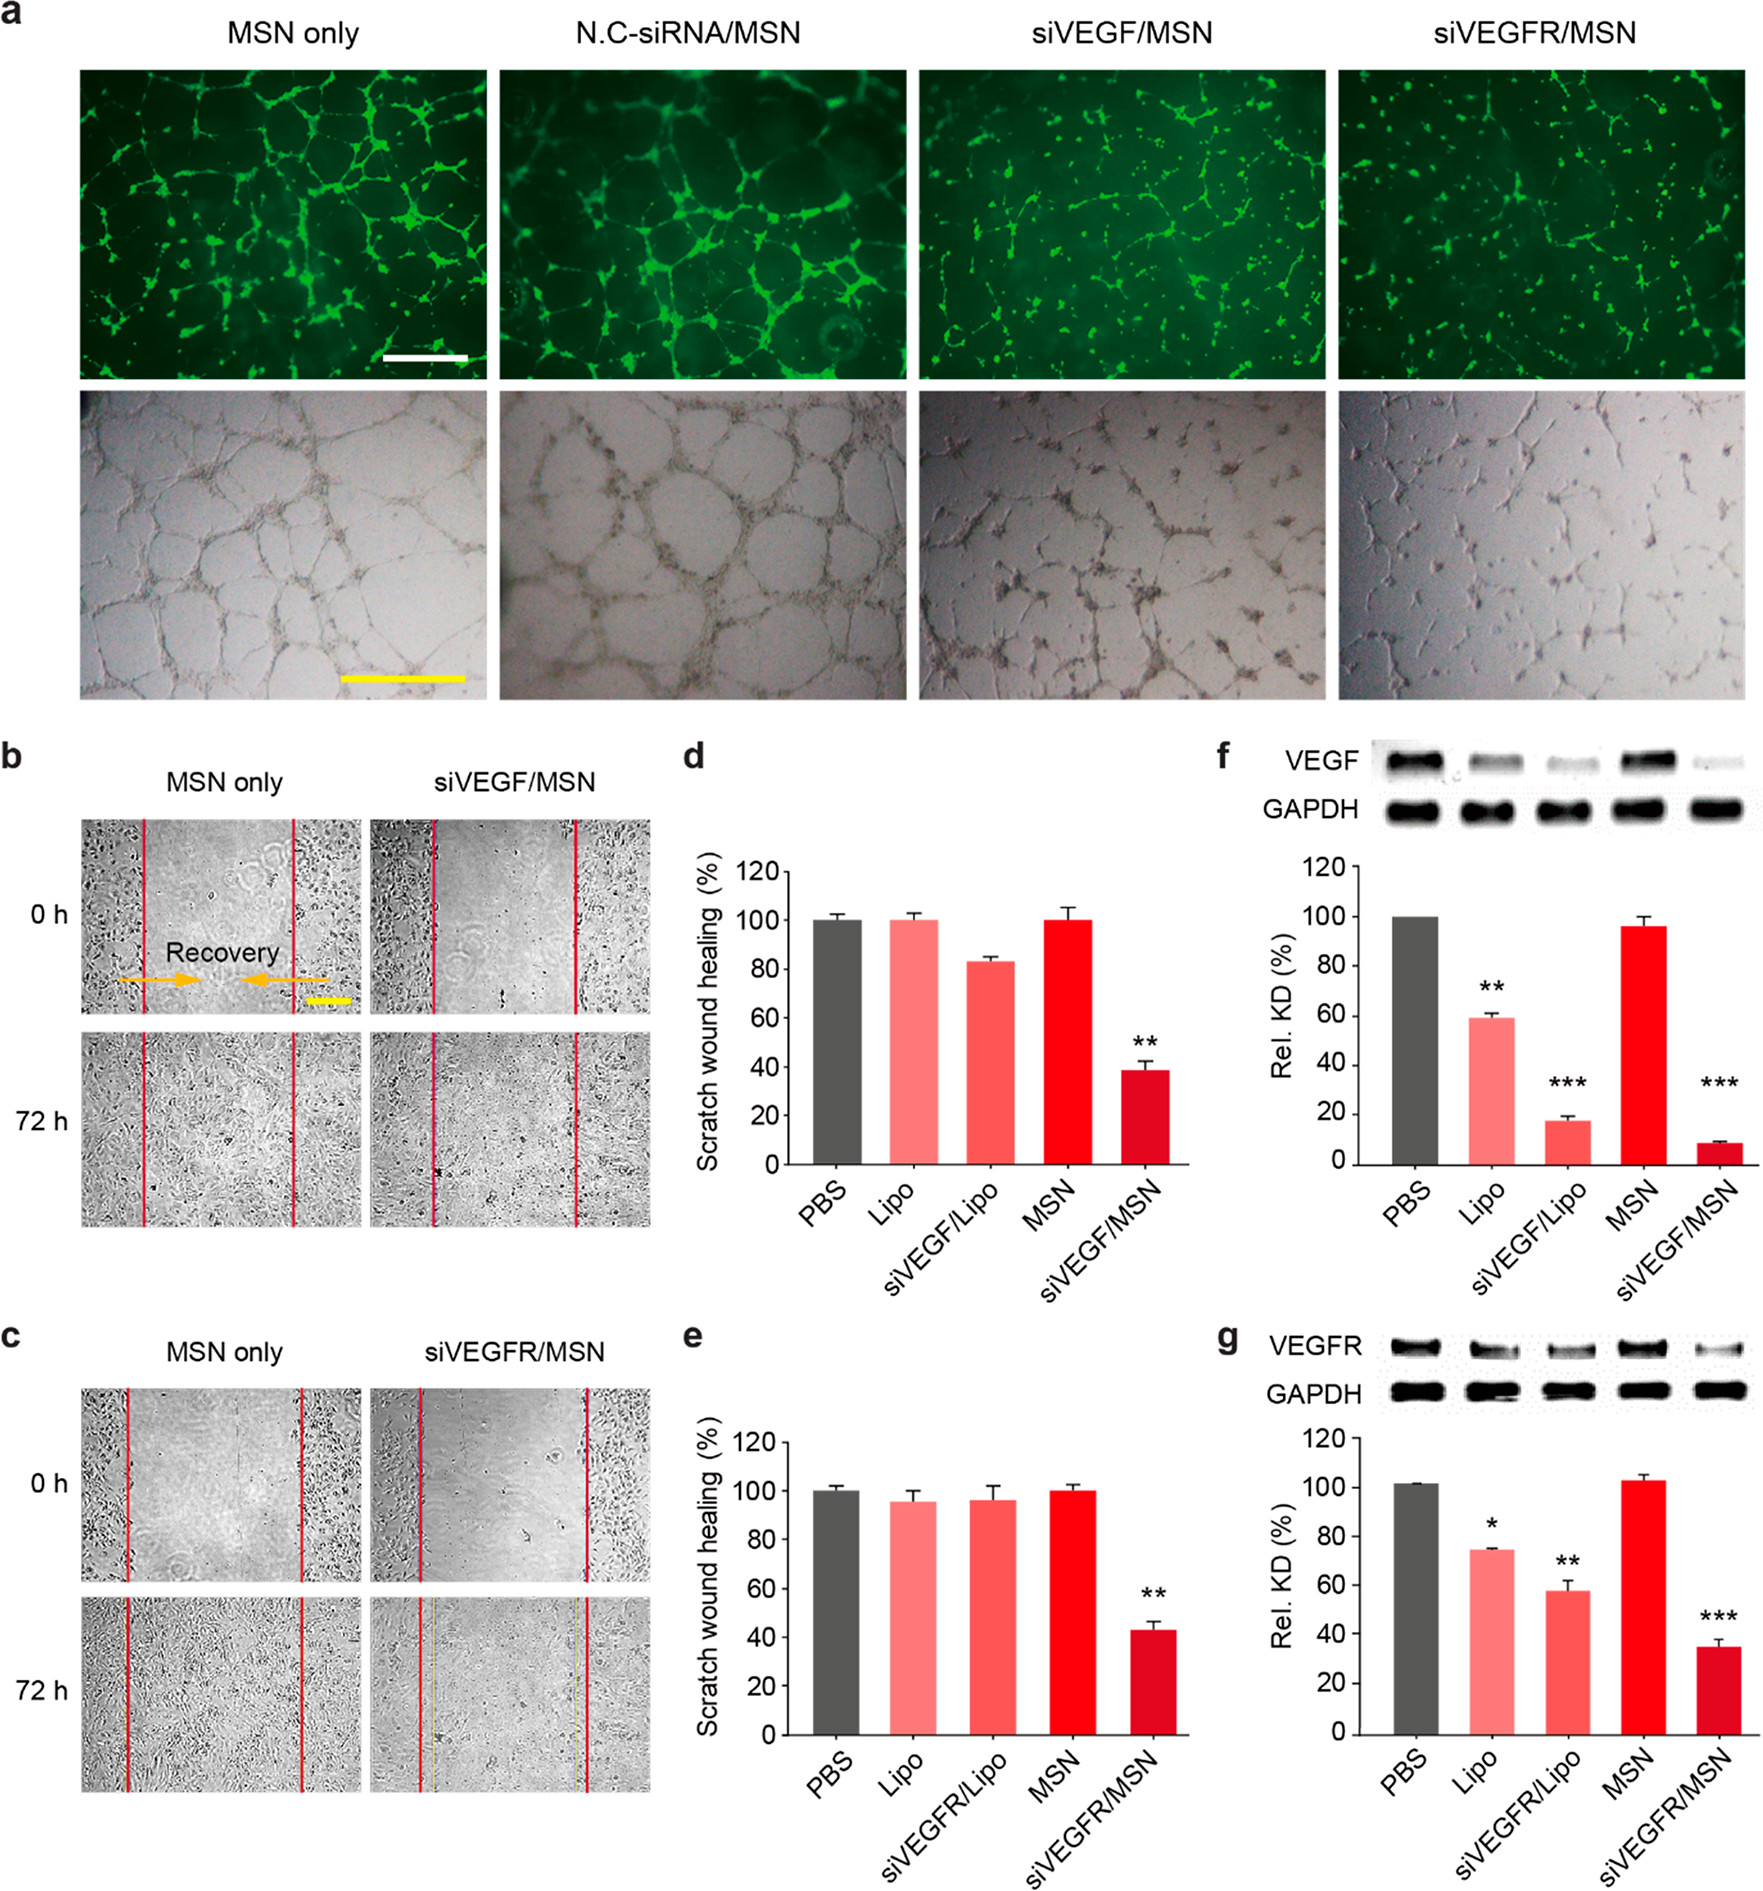 a
MSN only
N.C-siRNA/MSN
siVEGF/MSN
siVEGFR/MSN
b
MSN only
siVEGF/MSN
0 h
Recovery
72 h
c
MSN only
siVEGFR/MSN
0 h
72 h
d
Scratch wound healing (%)
120
100
80
60
40
20
0
**
PBS
Lipo
siVEGF/Lipo
MSN
siVEGF/MSN
e
Scratch wound healing (%)
120
100
80
60
40
20
0
**
PBS
Lipo
siVEGFR/Lipo
MSN
siVEGFR/MSN
f
VEGF
GAPDH
Rel. KD (%)
120
100
80
60
40
20
0
**
***
***
PBS
Lipo
siVEGF/Lipo
MSN
siVEGF/MSN
g
VEGFR
GAPDH
Rel. KD (%)
120
100
80
60
40
20
0
*
**
***
PBS
Lipo
siVEGFR/Lipo
MSN
siVEGFR/MSN